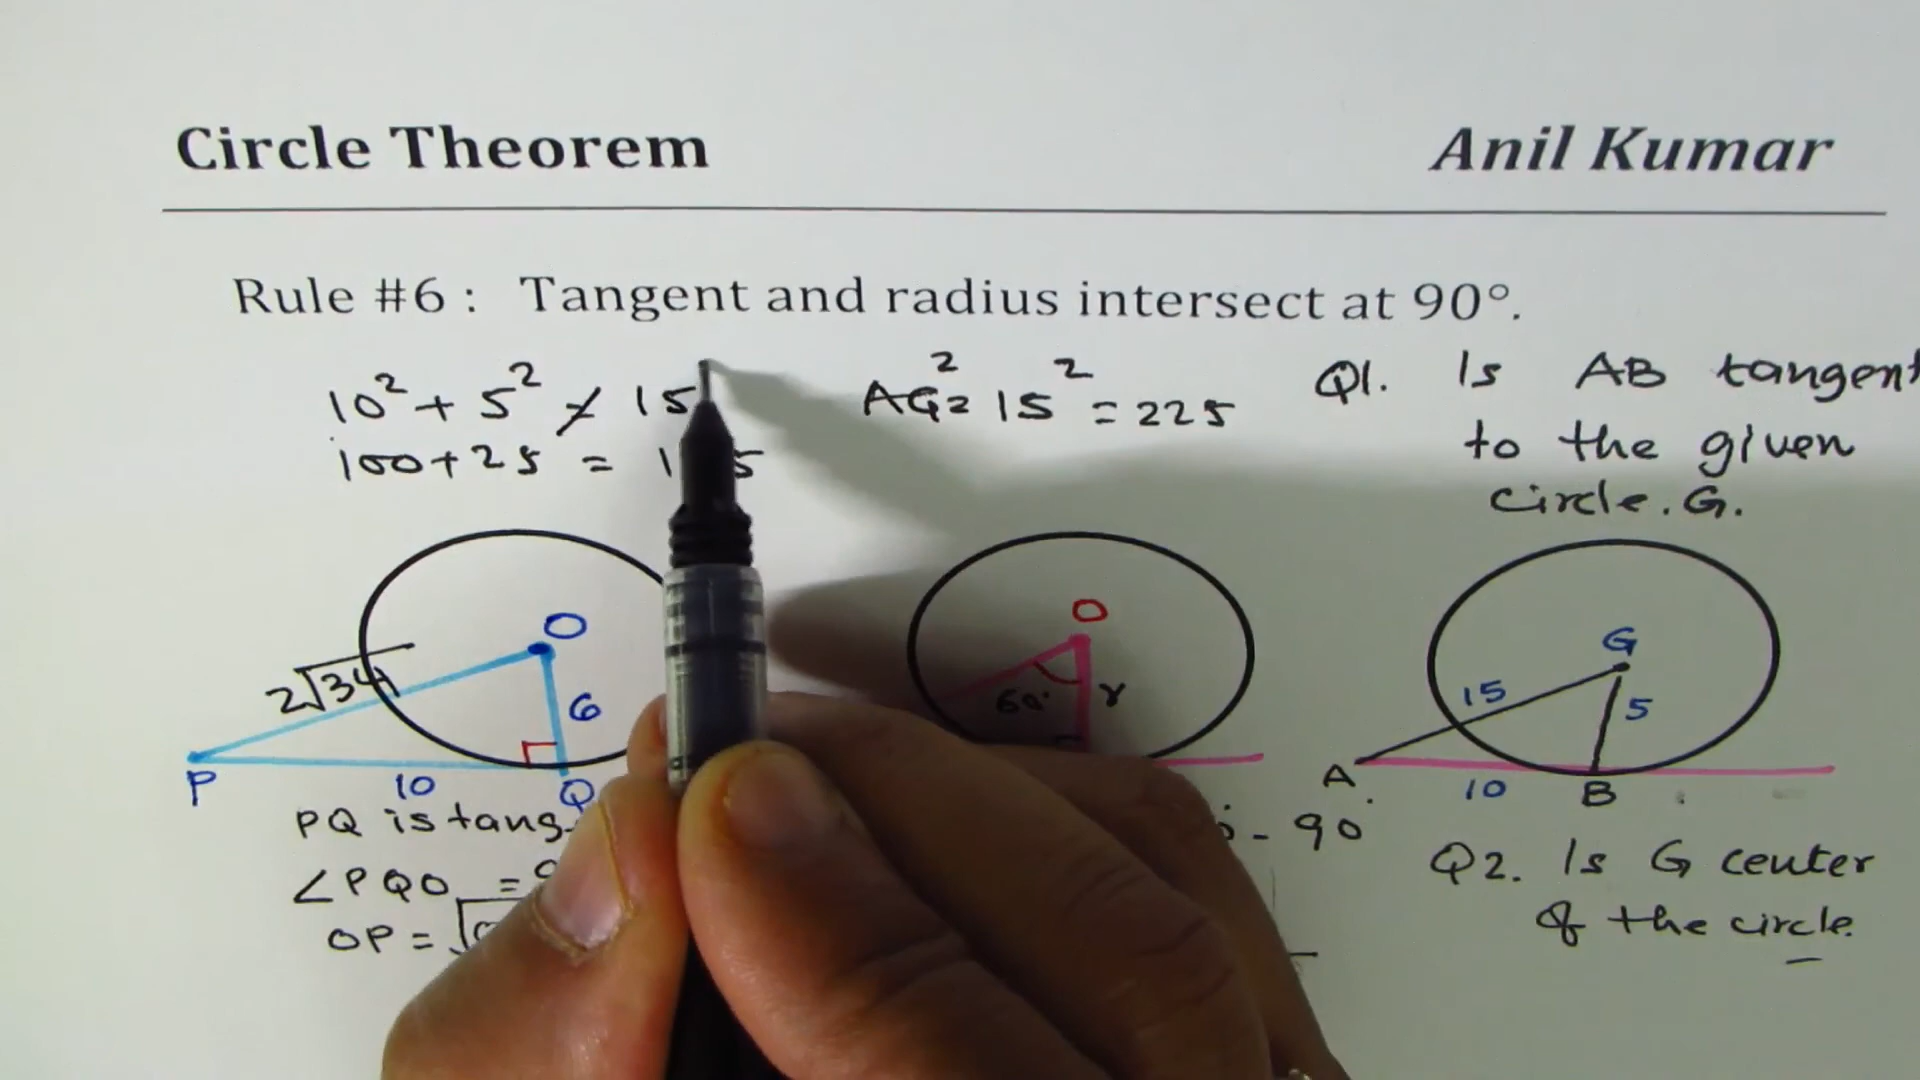 Circle Theorem
Anil Kumar
Rule #6 : Tangent and radius intersect at 90°.
10² + 5² ≠ 15
100 + 25 =
AG² = 15² = 225
Q1. Is AB tangent
to the given
circle. G.
O
2√34
6
P
10
Q
PQ is
∠PQO =
OP =
O
60°
r
- 90
G
15
5
A
10
B
Q2. Is G center
of the circle.